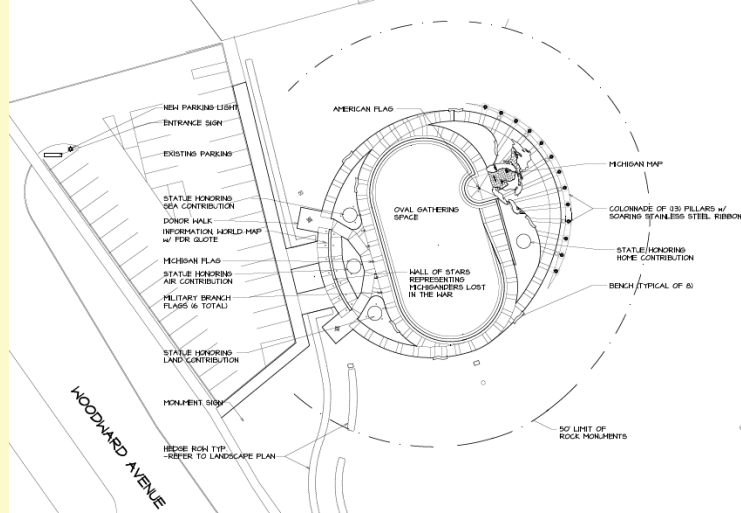 NEW PARKING LIGHT
ENTRANCE SIGN
EXISTING PARKING
STATUE HONORING
SEA CONTRIBUTION
DONOR WALK
INFORMATION, WORLD MAP
W/ FDR QUOTE
MICHIGAN FLAG
STATUE HONORING
AIR CONTRIBUTION
MILITARY BRANCH
FLAGS (6 TOTAL)
STATUE HONORING
LAND CONTRIBUTION
MONUMENT SIGN
HEDGE ROW TYP.
-REFER TO LANDSCAPE PLAN
WOODWARD AVENUE
AMERICAN FLAG
OVAL GATHERING
SPACE
WALL OF STARS
REPRESENTING
MICHIGANDERS LOST
IN THE WAR
MICHIGAN MAP
COLONNADE OF (13) PILLARS W/
SOARING STAINLESS STEEL RIBBON
STATUE HONORING
HOME CONTRIBUTION
BENCH (TYPICAL OF 8)
50' LIMIT OF
ROCK MONUMENTS